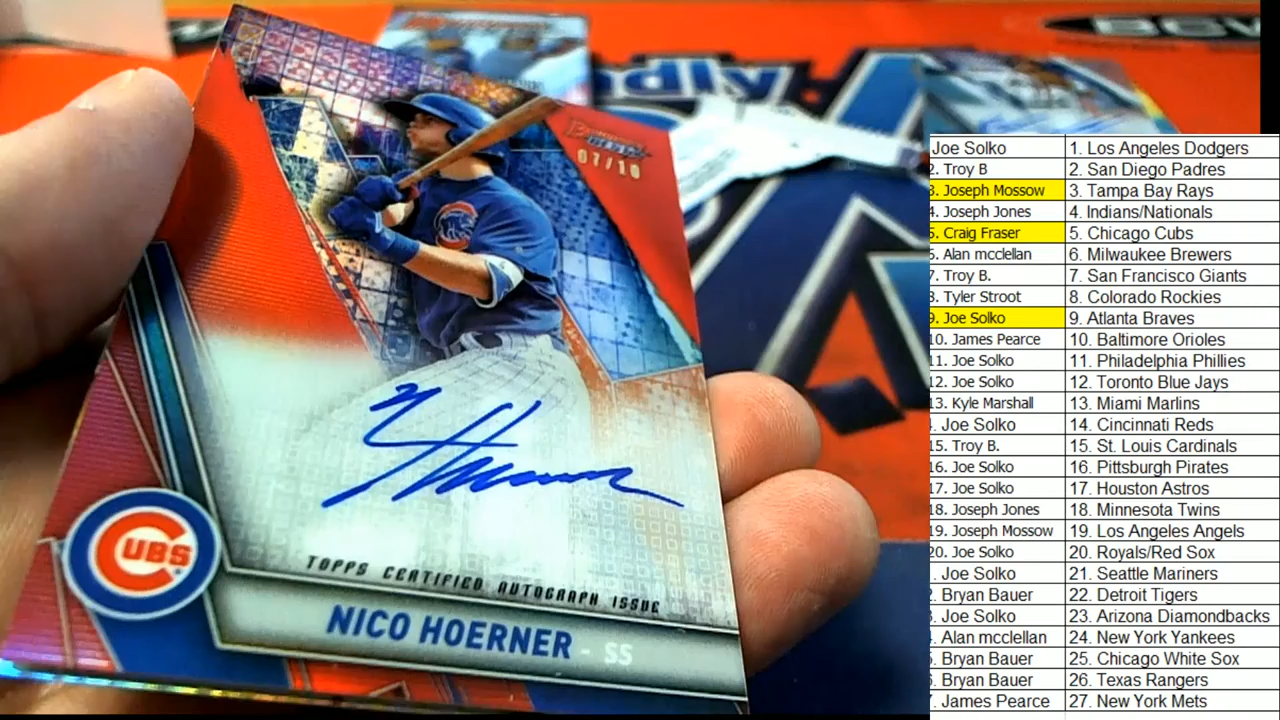 BOWMAN'S
BEST
07/10
CUBS
TOPPS CERTIFIED AUTOGRAPH ISSUE
NICO HOERNER - SS
dly
Joe Solko 1. Los Angeles Dodgers
2. Troy B 2. San Diego Padres
3. Joseph Mossow 3. Tampa Bay Rays
4. Joseph Jones 4. Indians/Nationals
5. Craig Fraser 5. Chicago Cubs
6. Alan mcclellan 6. Milwaukee Brewers
7. Troy B. 7. San Francisco Giants
8. Tyler Stroot 8. Colorado Rockies
9. Joe Solko 9. Atlanta Braves
10. James Pearce 10. Baltimore Orioles
11. Joe Solko 11. Philadelphia Phillies
12. Joe Solko 12. Toronto Blue Jays
13. Kyle Marshall 13. Miami Marlins
. Joe Solko 14. Cincinnati Reds
15. Troy B. 15. St. Louis Cardinals
16. Joe Solko 16. Pittsburgh Pirates
17. Joe Solko 17. Houston Astros
18. Joseph Jones 18. Minnesota Twins
19. Joseph Mossow 19. Los Angeles Angels
20. Joe Solko 20. Royals/Red Sox
. Joe Solko 21. Seattle Mariners
. Bryan Bauer 22. Detroit Tigers
. Joe Solko 23. Arizona Diamondbacks
. Alan mcclellan 24. New York Yankees
. Bryan Bauer 25. Chicago White Sox
. Bryan Bauer 26. Texas Rangers
. James Pearce 27. New York Mets